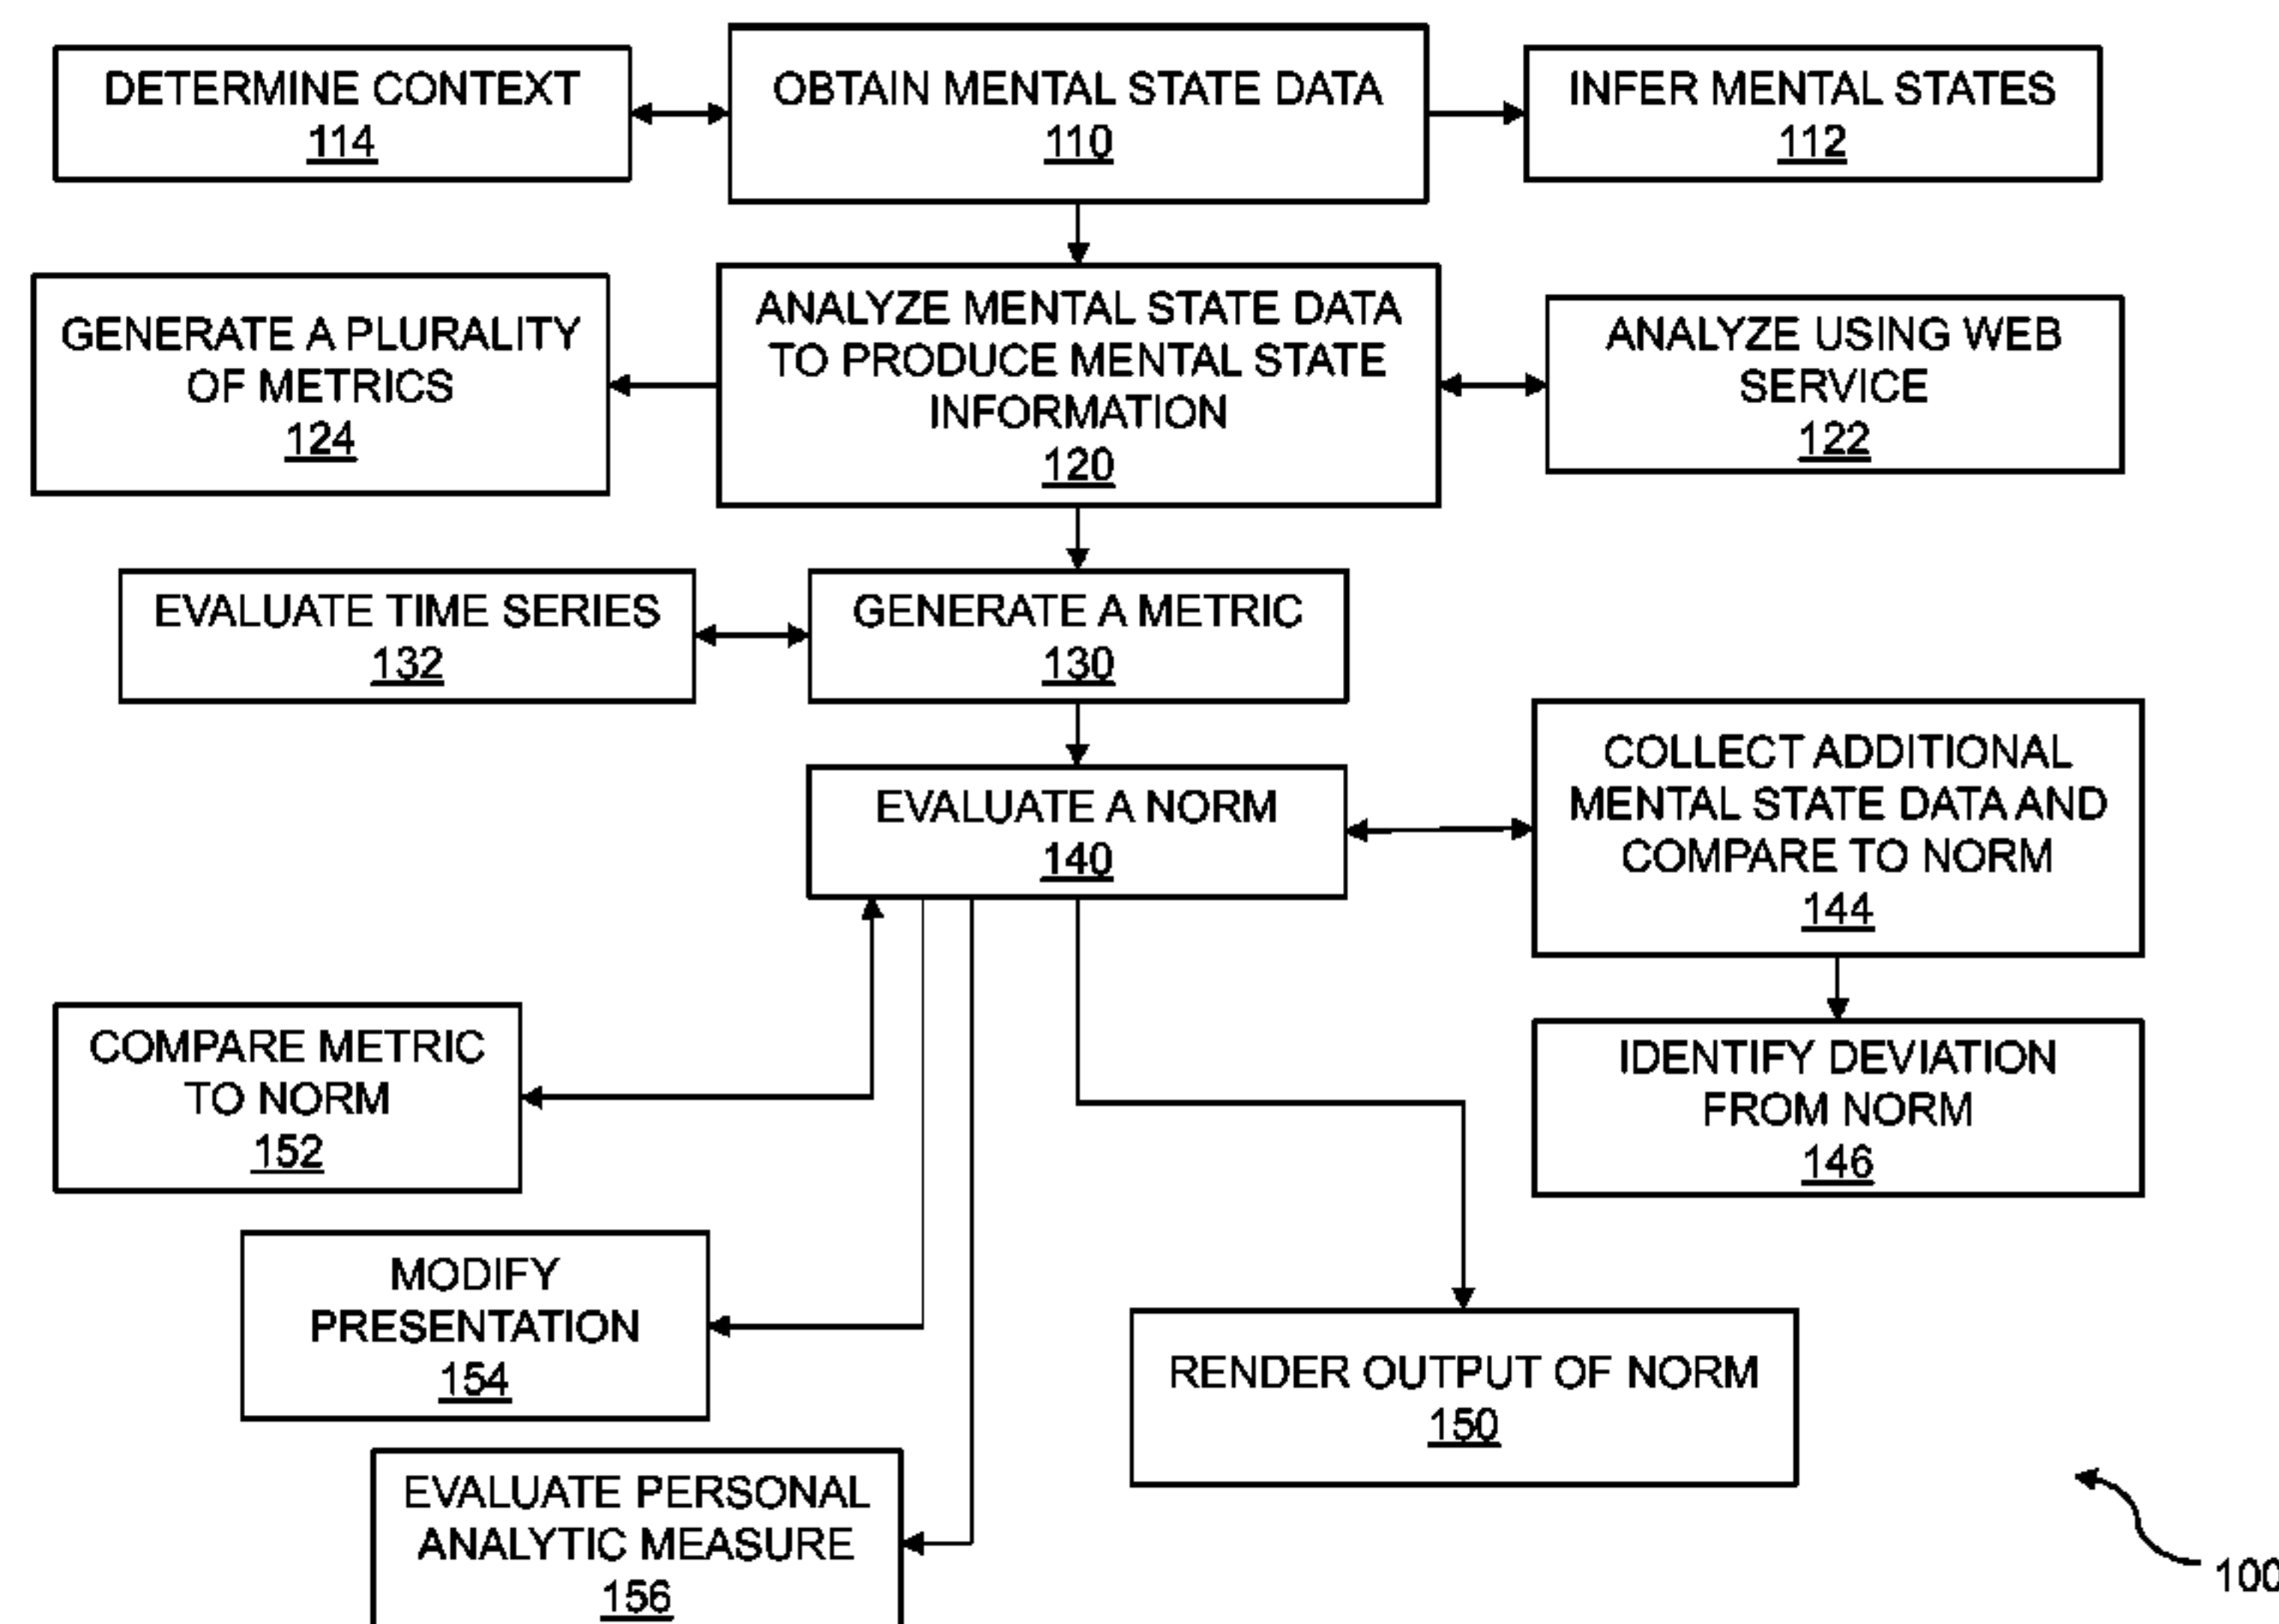 DETERMINE CONTEXT
114
OBTAIN MENTAL STATE DATA
110
INFER MENTAL STATES
112
GENERATE A PLURALITY
OF METRICS
124
ANALYZE MENTAL STATE DATA
TO PRODUCE MENTAL STATE
INFORMATION
120
ANALYZE USING WEB
SERVICE
122
EVALUATE TIME SERIES
132
GENERATE A METRIC
130
EVALUATE A NORM
140
COLLECT ADDITIONAL
MENTAL STATE DATA AND
COMPARE TO NORM
144
COMPARE METRIC
TO NORM
152
IDENTIFY DEVIATION
FROM NORM
146
MODIFY
PRESENTATION
154
RENDER OUTPUT OF NORM
150
EVALUATE PERSONAL
ANALYTIC MEASURE
156
100